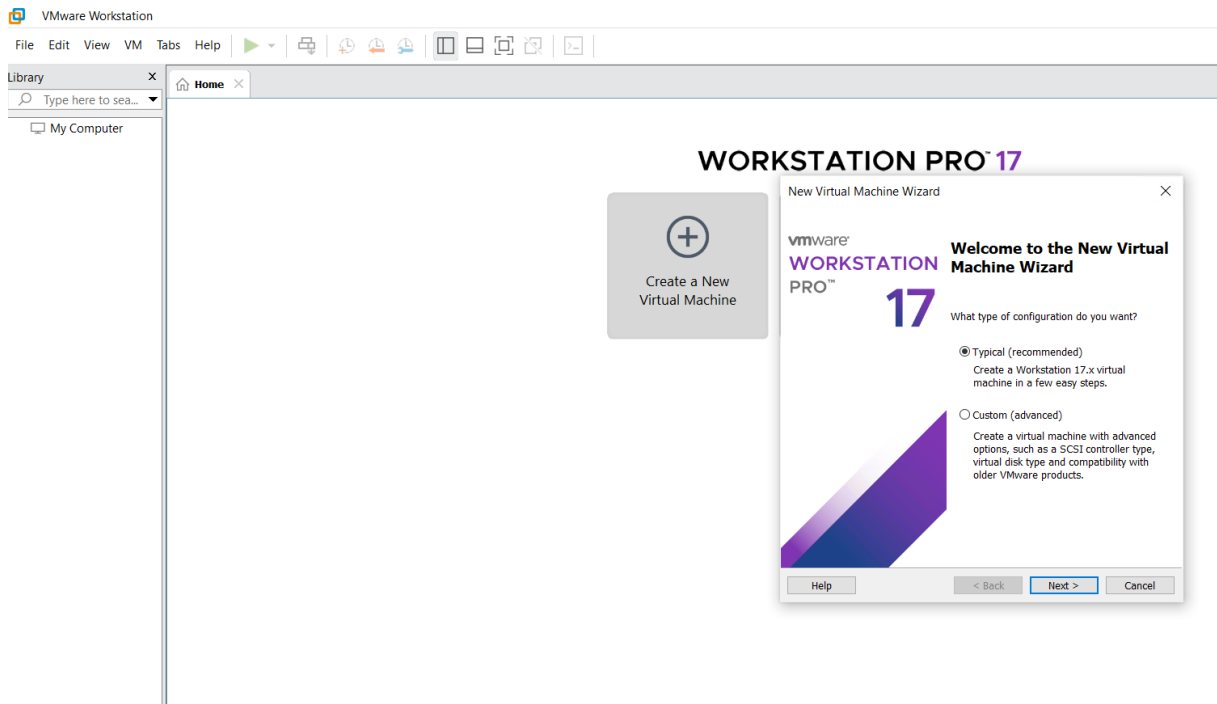 VMware Workstation
File Edit View VM Tabs Help
Library X
Type here to sea...
My Computer
Home
WORKSTATION PRO™ 17
Create a New
Virtual Machine
New Virtual Machine Wizard
vmware®
WORKSTATION
PRO™
17
Welcome to the New Virtual
Machine Wizard
What type of configuration do you want?
Typical (recommended)
Create a Workstation 17.x virtual
machine in a few easy steps.
Custom (advanced)
Create a virtual machine with advanced
options, such as a SCSI controller type,
virtual disk type and compatibility with
older VMware products.
Help < Back Next > Cancel